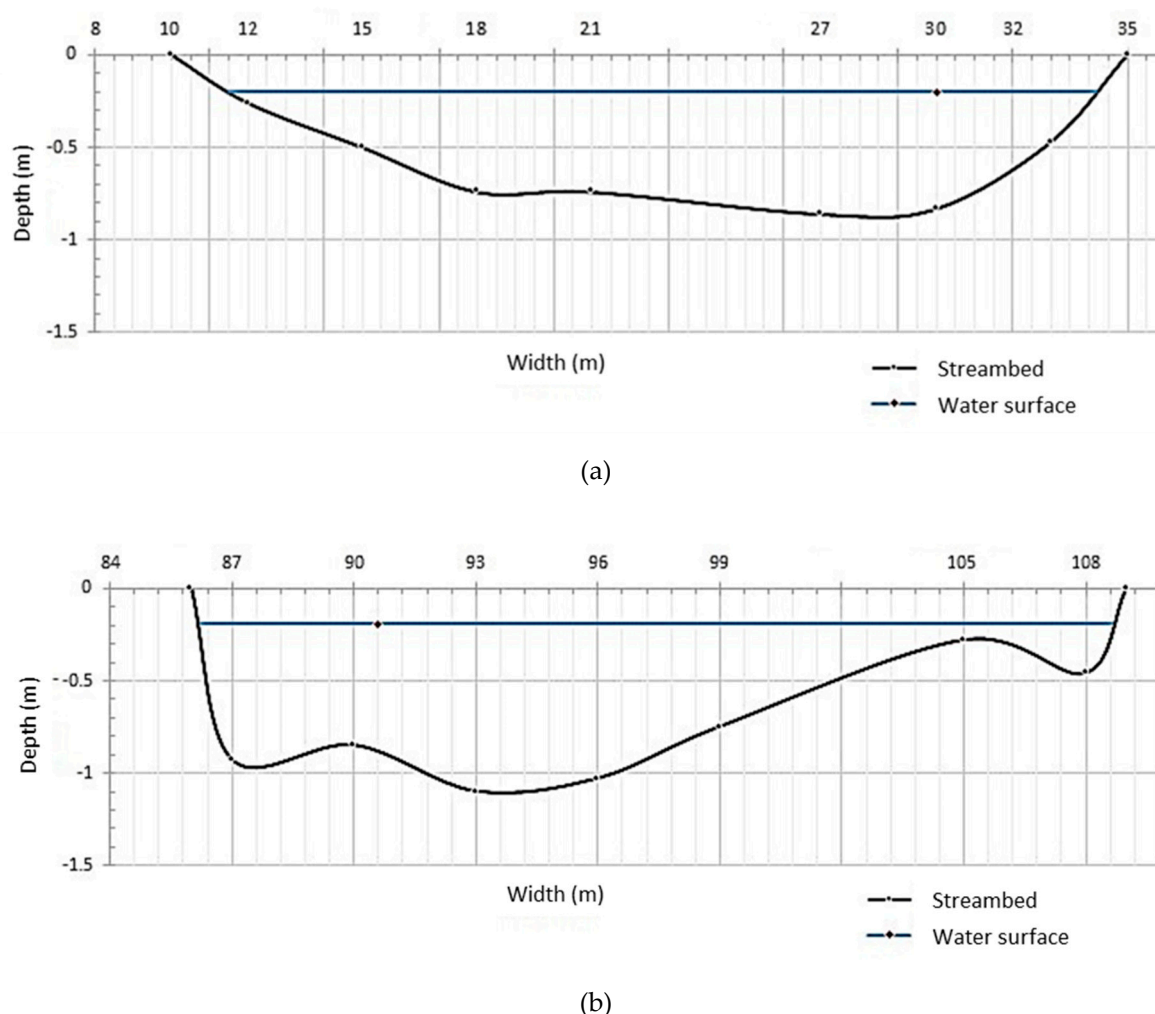 8 10 12 15 18 21 27 30 32 35
0
-0.5
-1
-1.5
Depth (m)
Width (m)
Streambed
Water surface
(a)
84 87 90 93 96 99 105 108
0
-0.5
-1
-1.5
Depth (m)
Width (m)
Streambed
Water surface
(b)